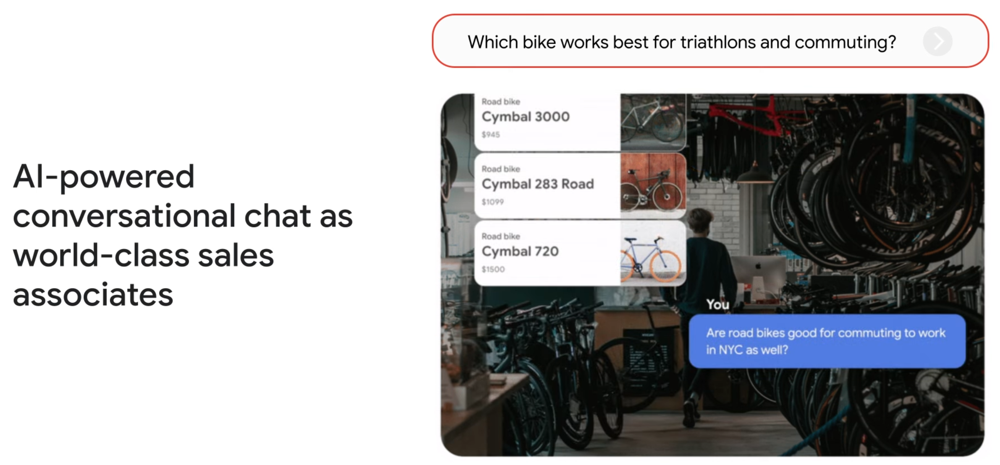 Which bike works best for triathlons and commuting?
AI-powered
conversational chat as
world-class sales
associates
Road bike
Cymbal 3000
$945
Road bike
Cymbal 283 Road
$1099
Road bike
Cymbal 720
$1500
You
Are road bikes good for commuting to work
in NYC as well?